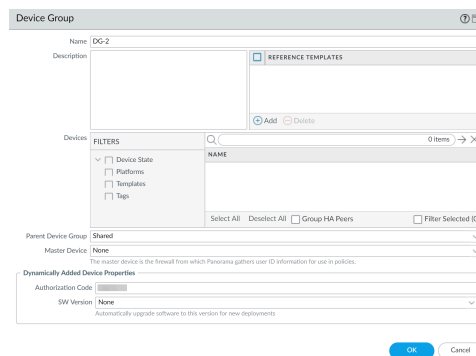 Device Group
Name DG-2
Description
REFERENCE TEMPLATES
Add Delete
Devices
FILTERS
0 items
Device State
Platforms
Templates
Tags
NAME
Select All Deselect All Group HA Peers Filter Selected (0
Parent Device Group Shared
Master Device None
The master device is the firewall from which Panorama gathers user ID information for use in policies.
Dynamically Added Device Properties
Authorization Code
SW Version None
Automatically upgrade software to this version for new deployments
OK Cancel